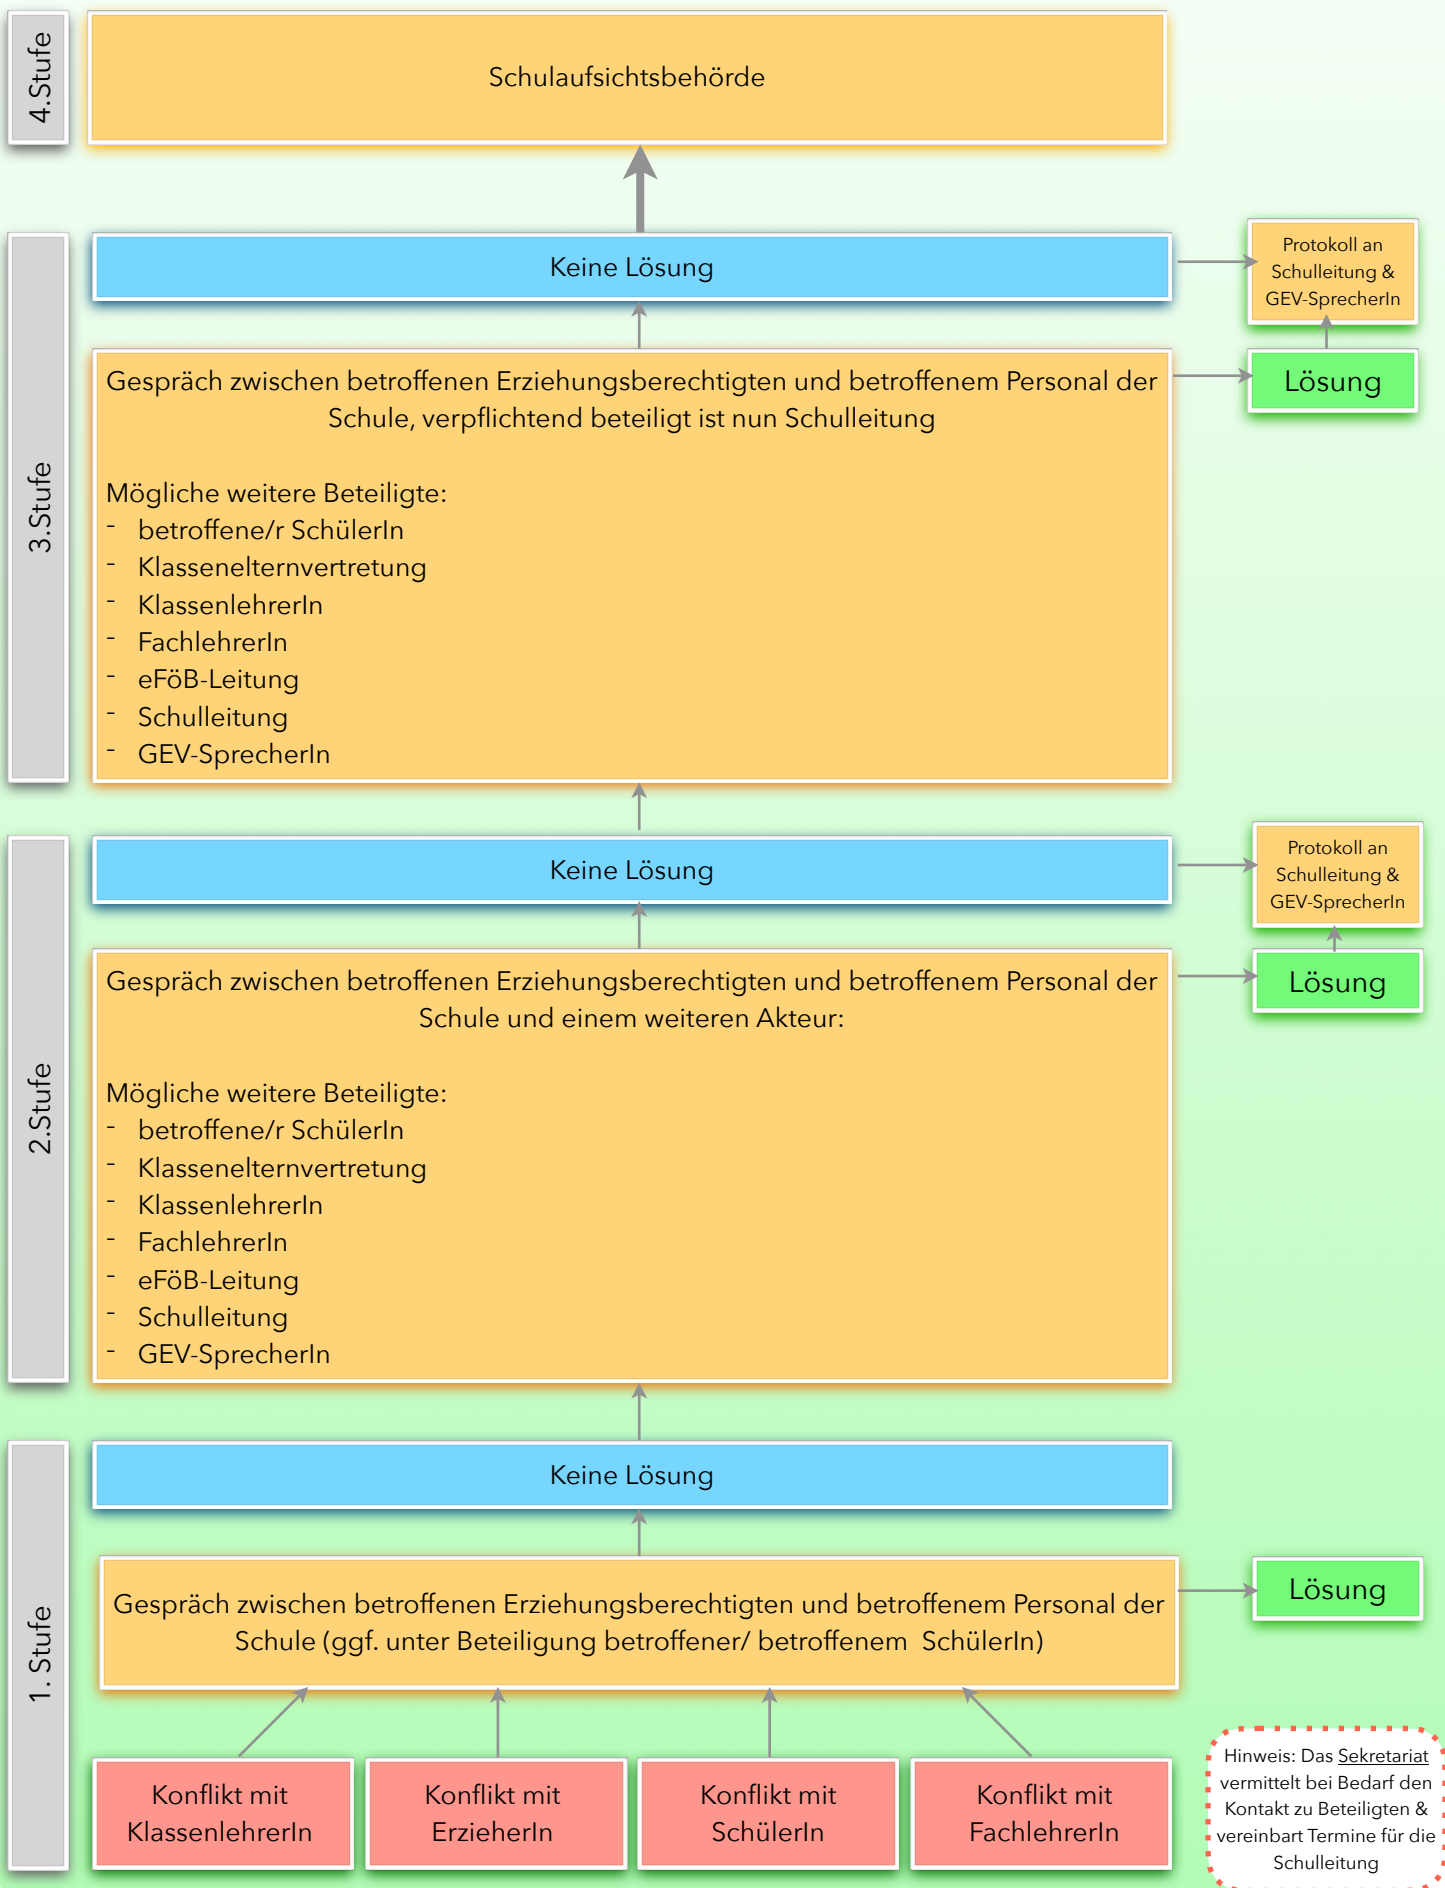 4.Stufe
Schulaufsichtsbehörde
3.Stufe
Keine Lösung
Protokoll an
Schulleitung &
GEV-SprecherIn
Gespräch zwischen betroffenen Erziehungsberechtigten und betroffenem Personal der
Schule, verpflichtend beteiligt ist nun Schulleitung
Lösung
Mögliche weitere Beteiligte:
- betroffene/r SchülerIn
- Klassenelternvertretung
- KlassenlehrerIn
- FachlehrerIn
- eFöB-Leitung
- Schulleitung
- GEV-SprecherIn
2.Stufe
Keine Lösung
Protokoll an
Schulleitung &
GEV-SprecherIn
Gespräch zwischen betroffenen Erziehungsberechtigten und betroffenem Personal der
Schule und einem weiteren Akteur:
Lösung
Mögliche weitere Beteiligte:
- betroffene/r SchülerIn
- Klassenelternvertretung
- KlassenlehrerIn
- FachlehrerIn
- eFöB-Leitung
- Schulleitung
- GEV-SprecherIn
1. Stufe
Keine Lösung
Gespräch zwischen betroffenen Erziehungsberechtigten und betroffenem Personal der
Schule (ggf. unter Beteiligung betroffener/ betroffenem  SchülerIn)
Lösung
Konflikt mit
KlassenlehrerIn
Konflikt mit
ErzieherIn
Konflikt mit
SchülerIn
Konflikt mit
FachlehrerIn
Hinweis: Das Sekretariat
vermittelt bei Bedarf den
Kontakt zu Beteiligten &
vereinbart Termine für die
Schulleitung